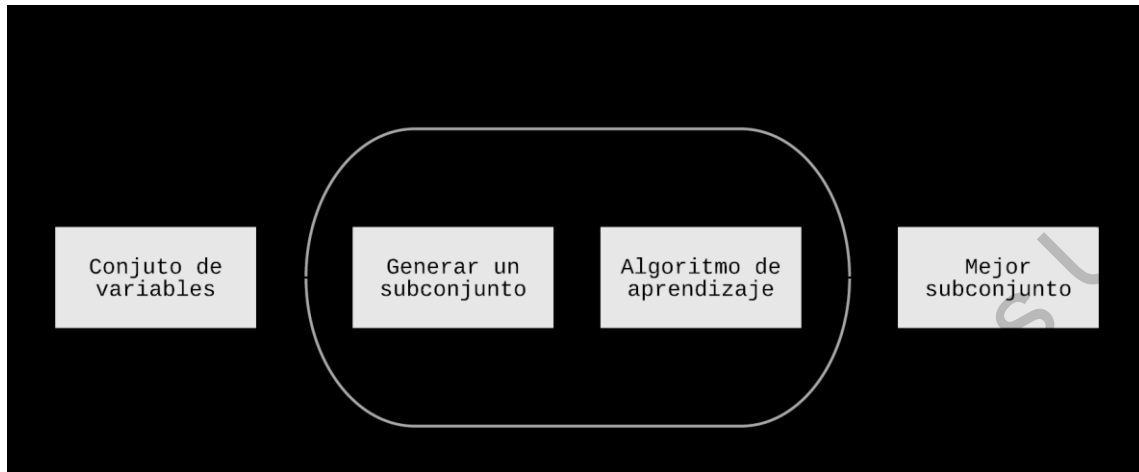 Conjuto de
variables
Generar un
subconjunto
Algoritmo de
aprendizaje
Mejor
subconjunto